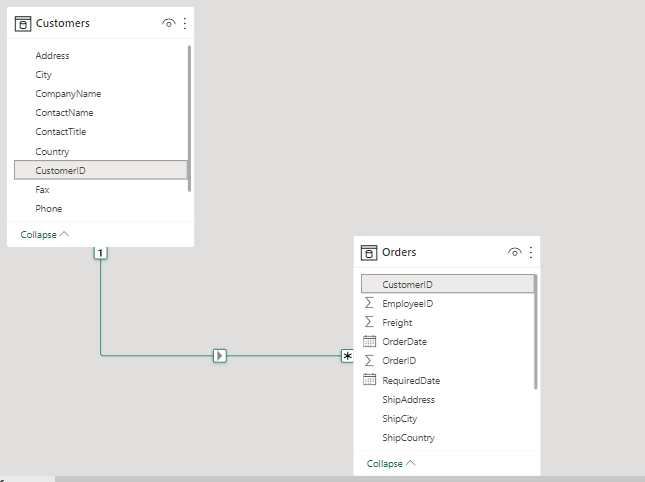 Customers
Address
City
CompanyName
ContactName
ContactTitle
Country
CustomerID
Fax
Phone
Collapse
1
*
Orders
CustomerID
EmployeeID
Freight
OrderDate
OrderID
RequiredDate
ShipAddress
ShipCity
ShipCountry
Collapse